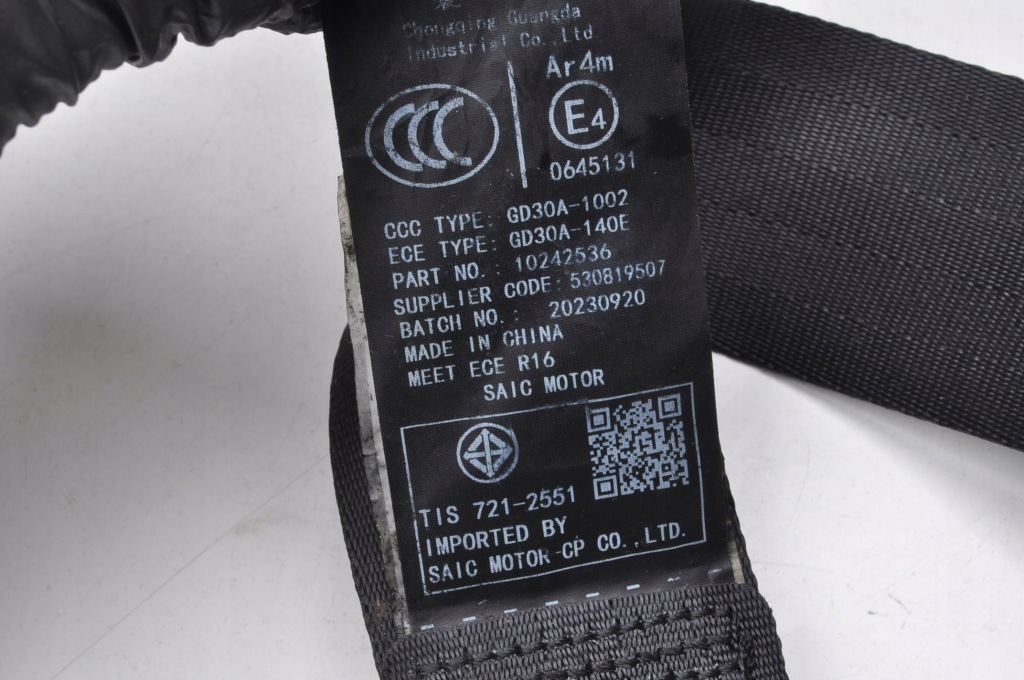 Chongqing Guangda
Industrial Co.,Ltd
CCC
Ar4m
E4
0645131
CCC TYPE: GD30A-1002
ECE TYPE: GD30A-140E
PART NO.: 10242536
SUPPLIER CODE: 530819507
BATCH NO.: 20230920
MADE IN CHINA
MEET ECE R16
SAIC MOTOR
TIS 721-2551
IMPORTED BY
SAIC MOTOR-CP CO.,LTD.